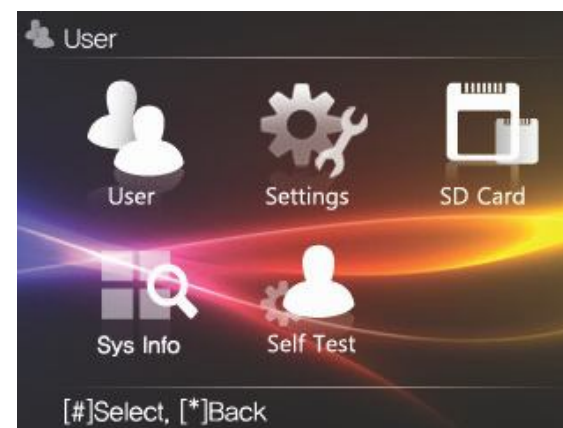 User
User Settings SD Card
Sys Info Self Test
[#]Select, [*]Back